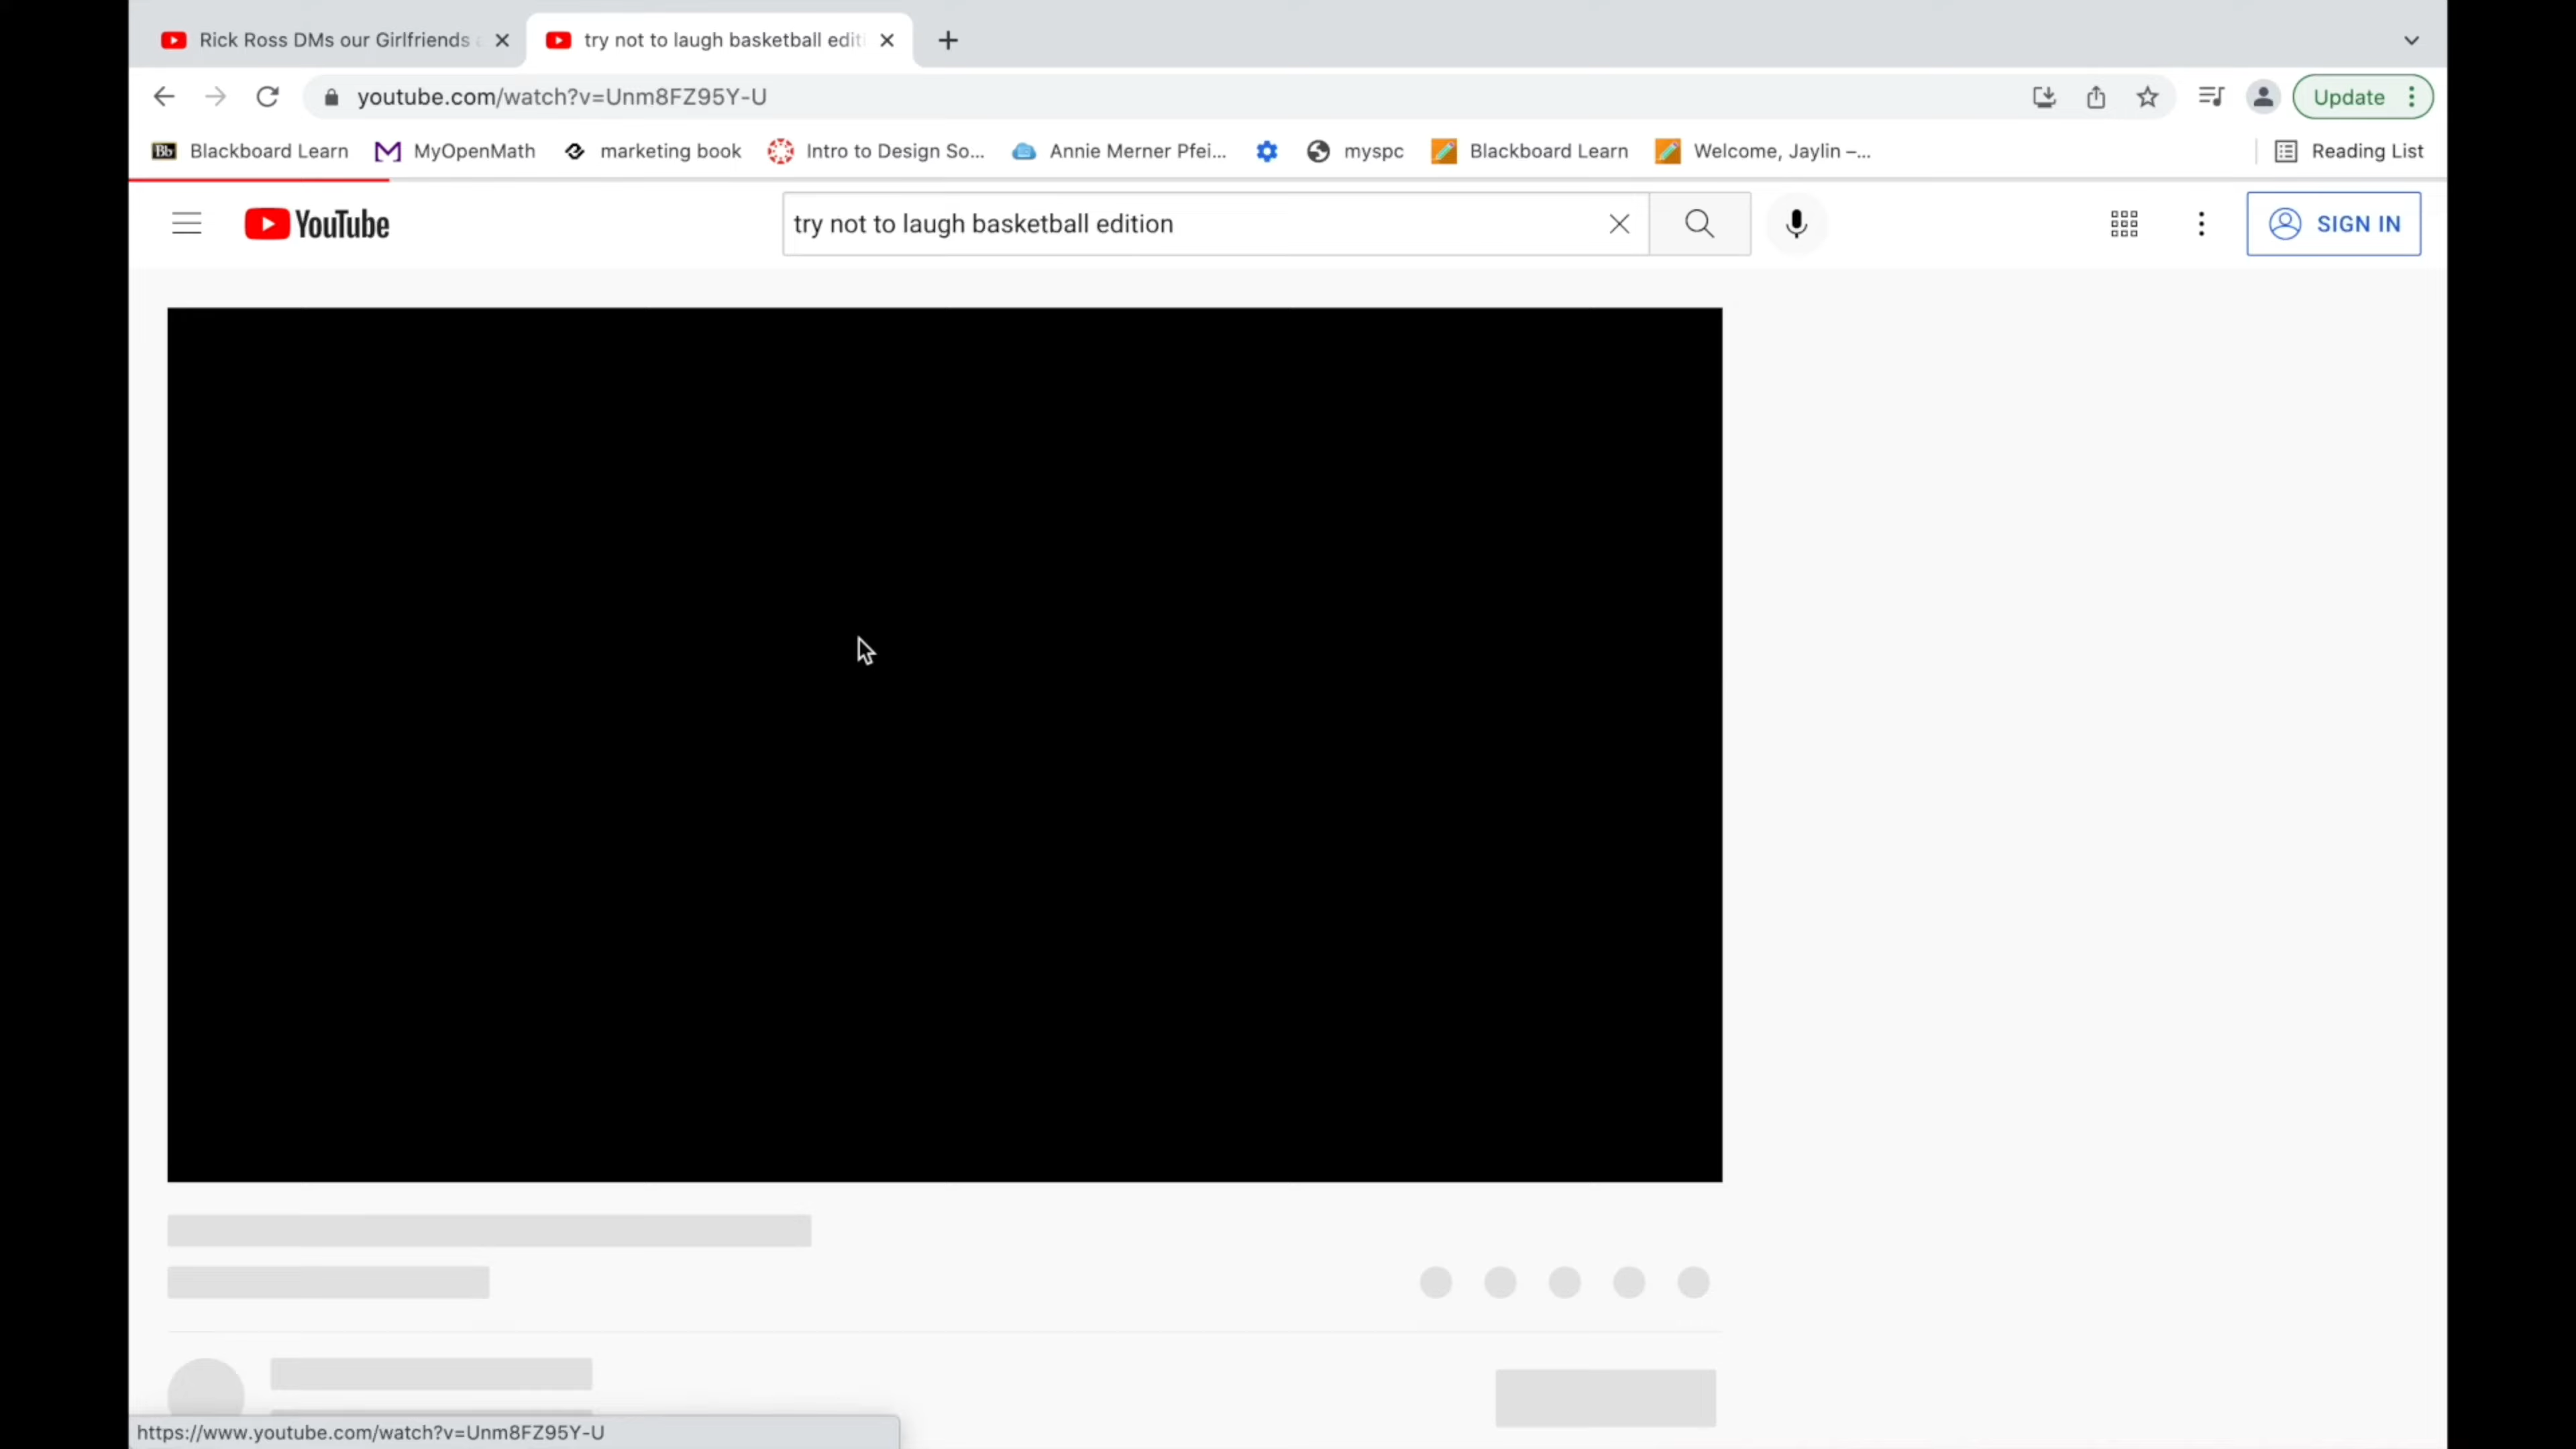 Rick Ross DMs our Girlfriends
try not to laugh basketball edit
youtube.com/watch?v=Unm8FZ95Y-U
Update
Bb Blackboard Learn
MyOpenMath
marketing book
Intro to Design So...
Annie Merner Pfei...
myspc
Blackboard Learn
Welcome, Jaylin –...
Reading List
YouTube
try not to laugh basketball edition
SIGN IN
https://www.youtube.com/watch?v=Unm8FZ95Y-U